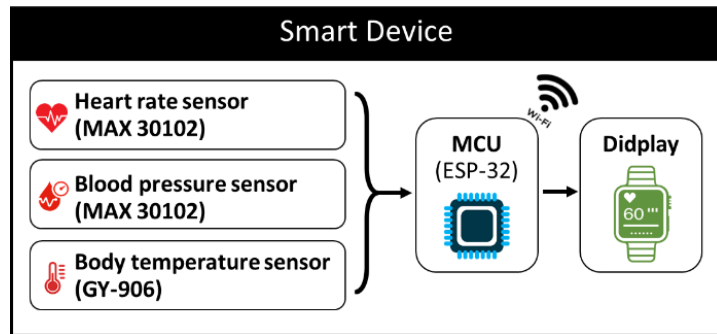 Smart Device
Heart rate sensor
(MAX 30102)
Blood pressure sensor
(MAX 30102)
Body temperature sensor
(GY-906)
Wi-Fi
MCU
(ESP-32)
Didplay
60